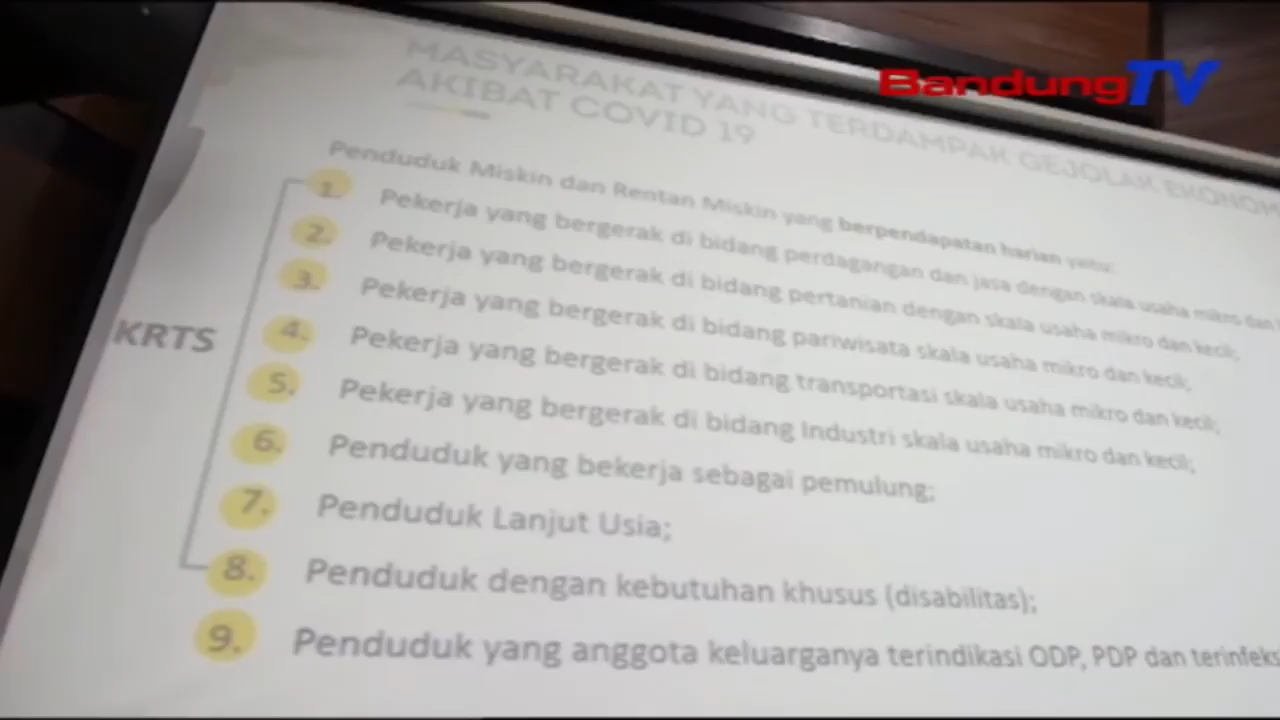 BandungTV
MASYARAKAT YANG TERDAMPAK GEJOLAK EKONOM
AKIBAT COVID 19
Penduduk Miskin dan Rentan Miskin yang berpendapatan harian yaitu:
1. Pekerja yang bergerak di bidang perdagangan dan jasa dengan skala usaha mikro dan
2. Pekerja yang bergerak di bidang pertanian dengan skala usaha mikro dan kecil;
3. Pekerja yang bergerak di bidang pariwisata skala usaha mikro dan kecil;
4. Pekerja yang bergerak di bidang transportasi skala usaha mikro dan kecil;
KRTS
5. Pekerja yang bergerak di bidang Industri skala usaha mikro dan kecil;
6. Penduduk yang bekerja sebagai pemulung;
7. Penduduk Lanjut Usia;
8. Penduduk dengan kebutuhan khusus (disabilitas);
9. Penduduk yang anggota keluarganya terindikasi ODP, PDP dan terinfeks